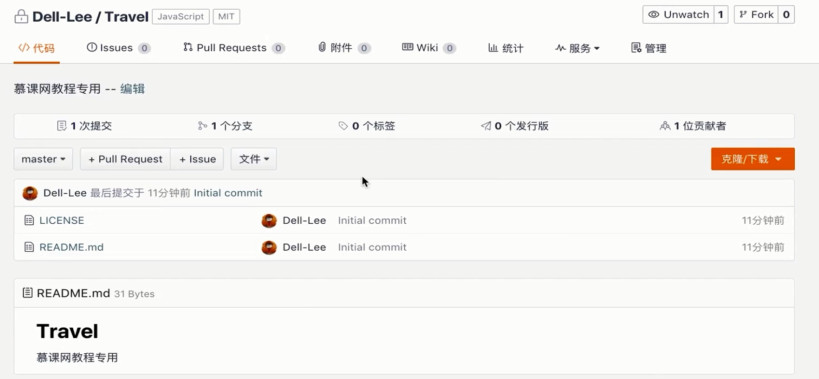 Dell-Lee / Travel JavaScript MIT Unwatch 1 Fork 0
代码 Issues 0 Pull Requests 0 附件 0 Wiki 0 统计 服务 管理
慕课网教程专用 -- 编辑
1 次提交 1 个分支 0 个标签 0 个发行版 1 位贡献者
master + Pull Request + Issue 文件 克隆/下载
Dell-Lee 最后提交于 11分钟前 Initial commit
LICENSE Dell-Lee Initial commit 11分钟前
README.md Dell-Lee Initial commit 11分钟前
README.md 31 Bytes
Travel
慕课网教程专用